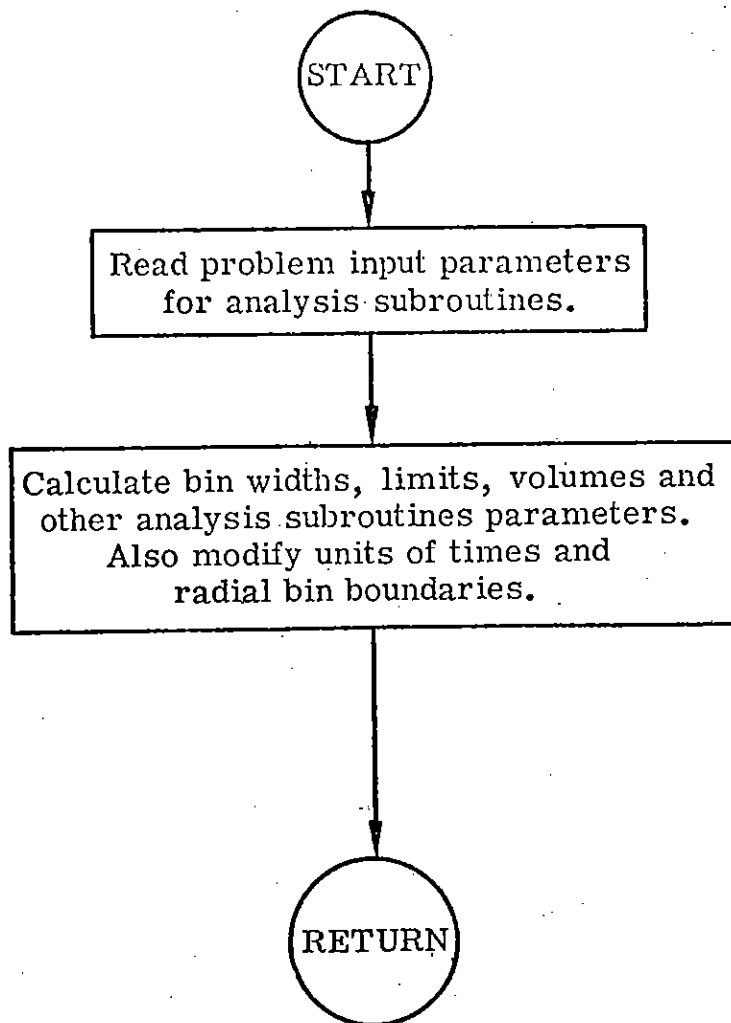 START
Read problem input parameters
for analysis subroutines.
Calculate bin widths, limits, volumes and
other analysis subroutines parameters.
Also modify units of times and
radial bin boundaries.
RETURN